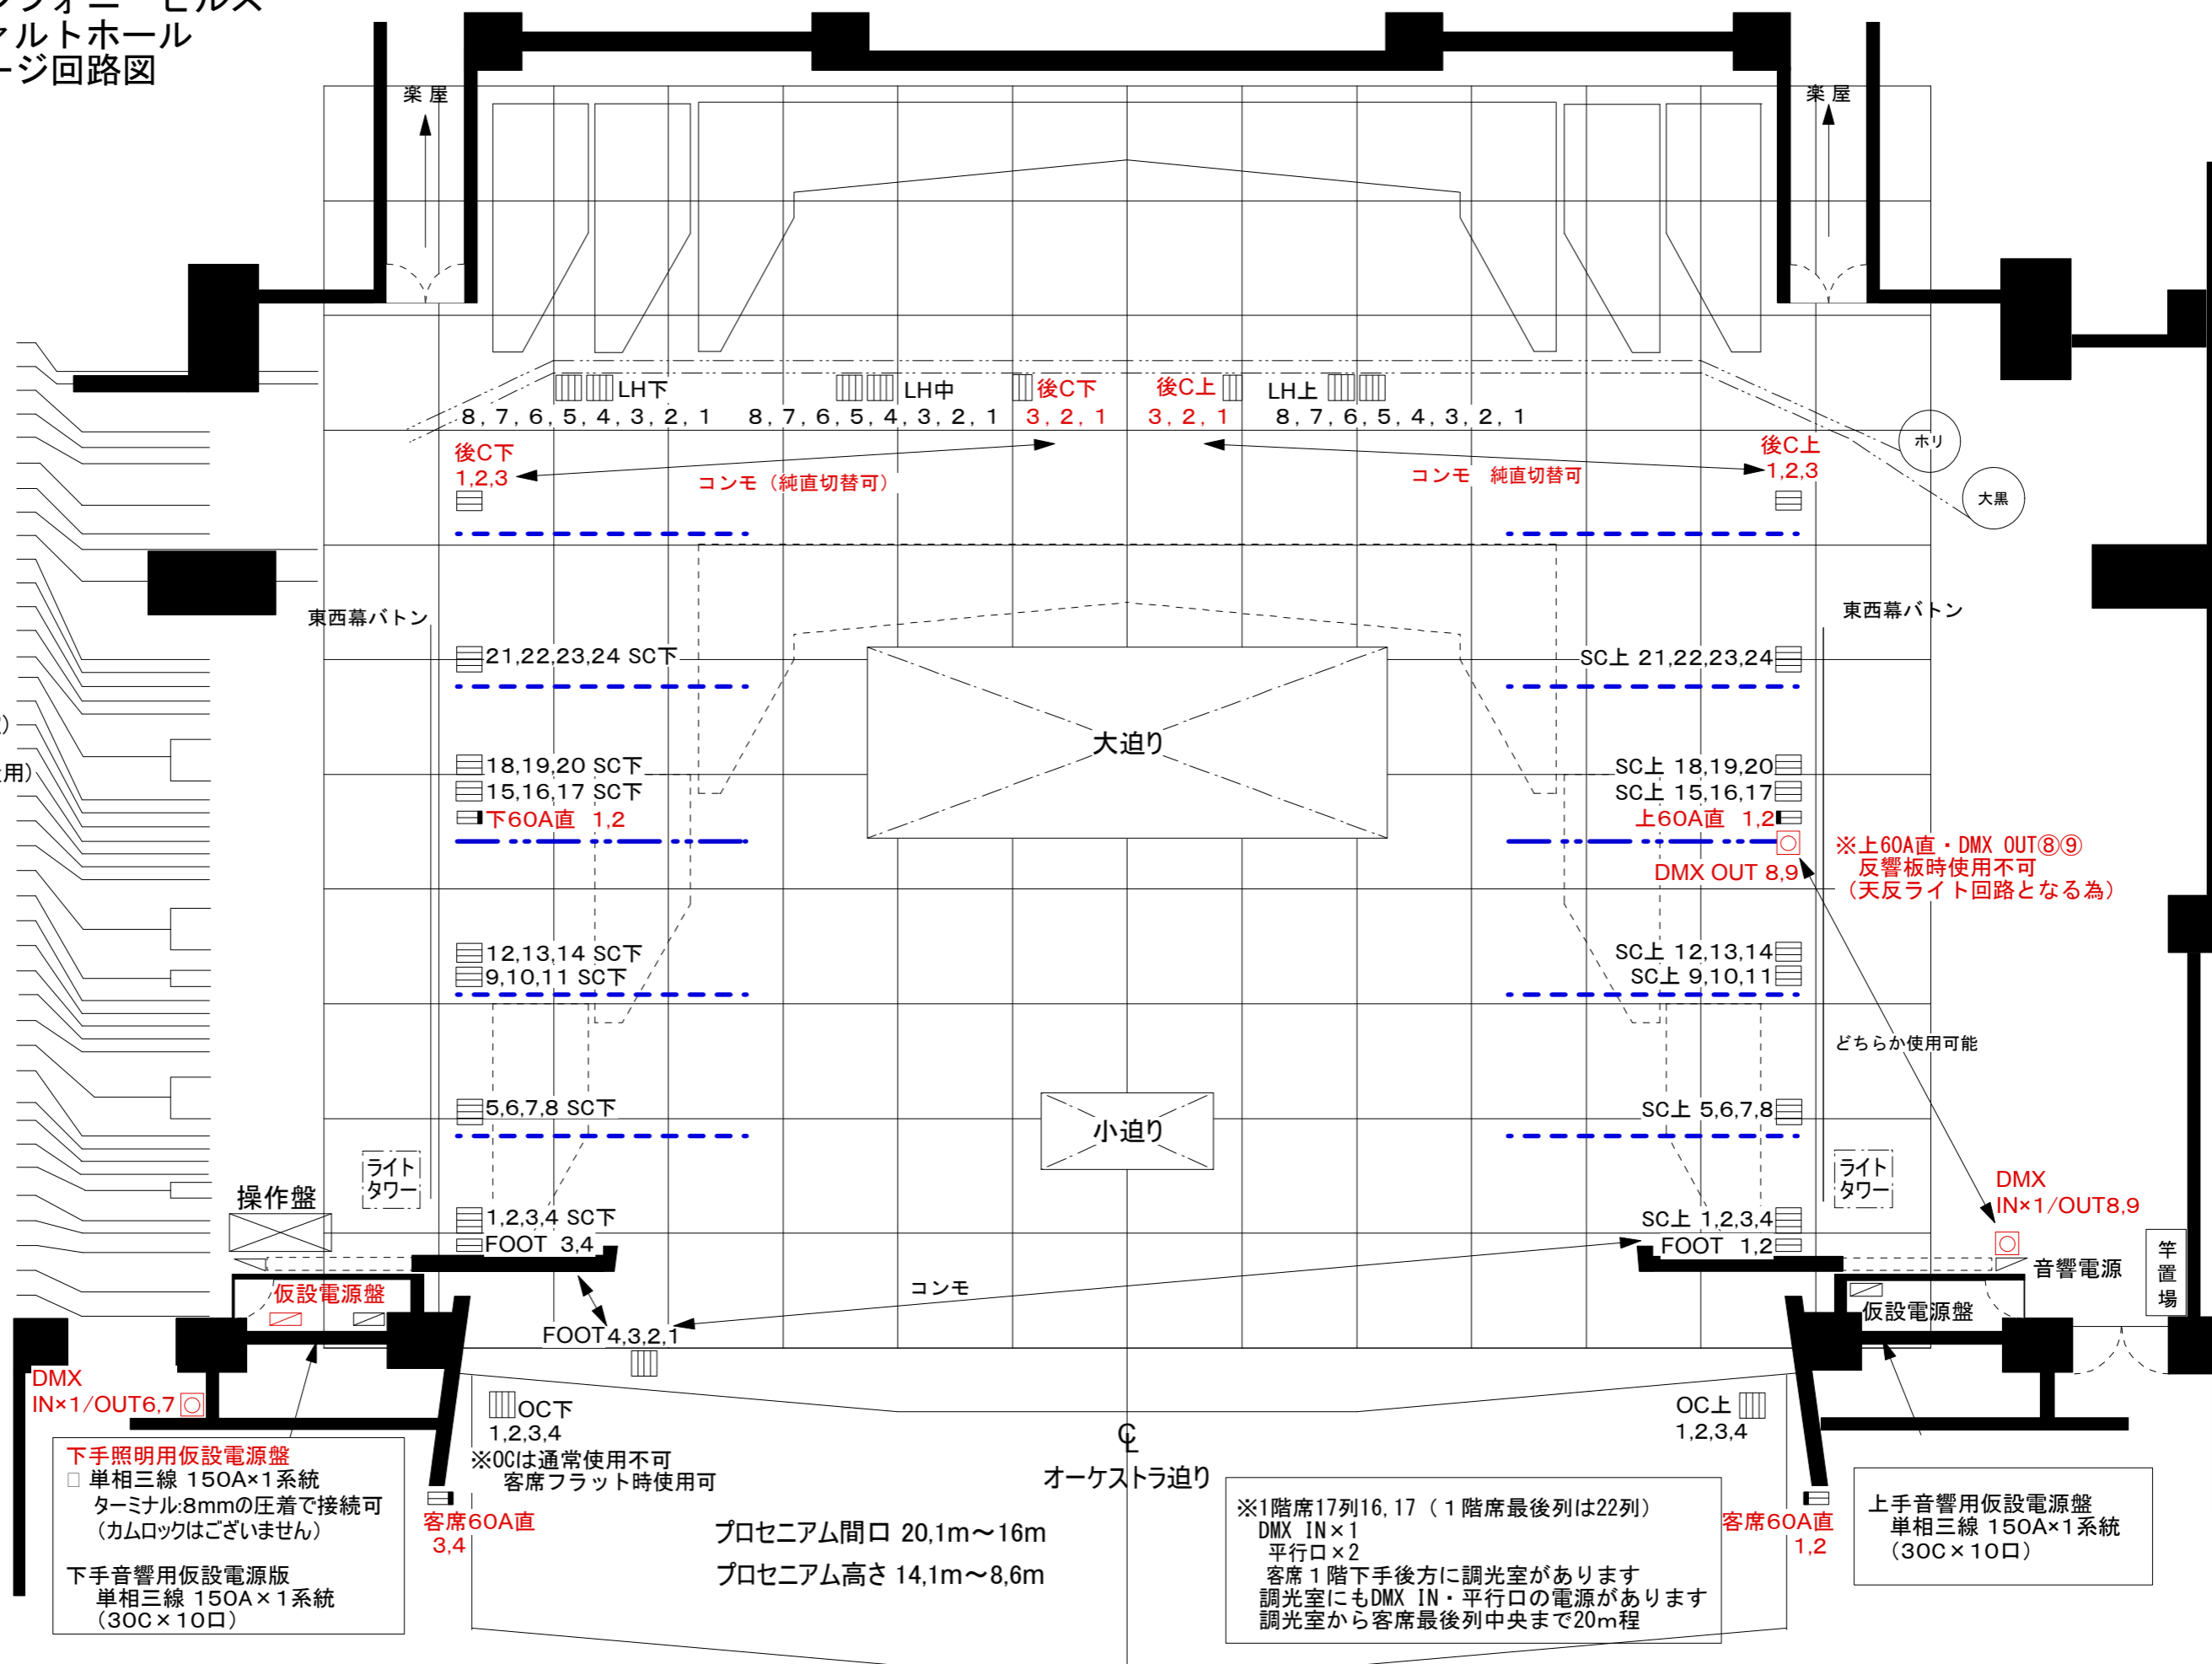 ルトホール
ージ回路図
楽屋
楽屋
LH下
LH中
後C下
後C上
LH上
8, 7, 6, 5, 4, 3, 2, 1
8, 7, 6, 5, 4, 3, 2, 1
3, 2, 1
3, 2, 1
8, 7, 6, 5, 4, 3, 2, 1
ホリ
大黒
後C下
1,2,3
コンモ（純直切替可）
コンモ 純直切替可
後C上
1,2,3
東西幕バトン
東西幕バトン
21,22,23,24 SC下
SC上 21,22,23,24
大迫り
用）
18,19,20 SC下
SC上 18,19,20
15,16,17 SC下
SC上 15,16,17
下60A直 1,2
上60A直 1,2
DMX OUT 8,9
※上60A直・DMX OUT⑧⑨
反響板時使用不可
（天反ライト回路となる為）
12,13,14 SC下
SC上 12,13,14
9,10,11 SC下
SC上 9,10,11
どちらか使用可能
5,6,7,8 SC下
SC上 5,6,7,8
小迫り
ライト
タワー
ライト
タワー
操作盤
DMX
IN×1/OUT8,9
1,2,3,4 SC下
SC上 1,2,3,4
FOOT 3,4
FOOT 1,2
音響電源
竿置場
コンモ
仮設電源盤
仮設電源盤
FOOT4,3,2,1
DMX
IN×1/OUT6,7
OC下
1,2,3,4
※OCは通常使用不可
客席フラット時使用可
OC上
1,2,3,4
℄
オーケストラ迫り
下手照明用仮設電源盤
□ 単相三線 150A×1系統
ターミナル:8mmの圧着で接続可
（カムロックはございません）
下手音響用仮設電源版
単相三線 150A×1系統
（30C×10口）
客席60A直
3,4
プロセニアム間口 20,1m～16m
プロセニアム高さ 14,1m～8,6m
※1階席17列16,17（１階席最後列は22列）
DMX IN×1
平行口×2
客席１階下手後方に調光室があります
調光室にもDMX IN・平行口の電源があります
調光室から客席最後列中央まで20m程
客席60A直
1,2
上手音響用仮設電源盤
単相三線 150A×1系統
（30C×10口）